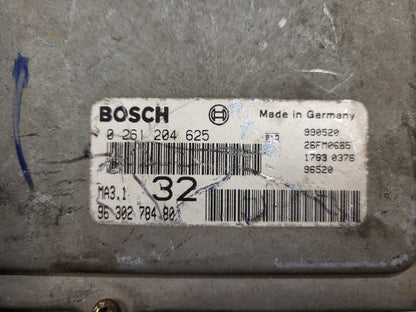 BOSCH Made in Germany
0 261 204 625 990520
26FM0685
1793 0376
96520
MA3.1 32
96 302 784 80